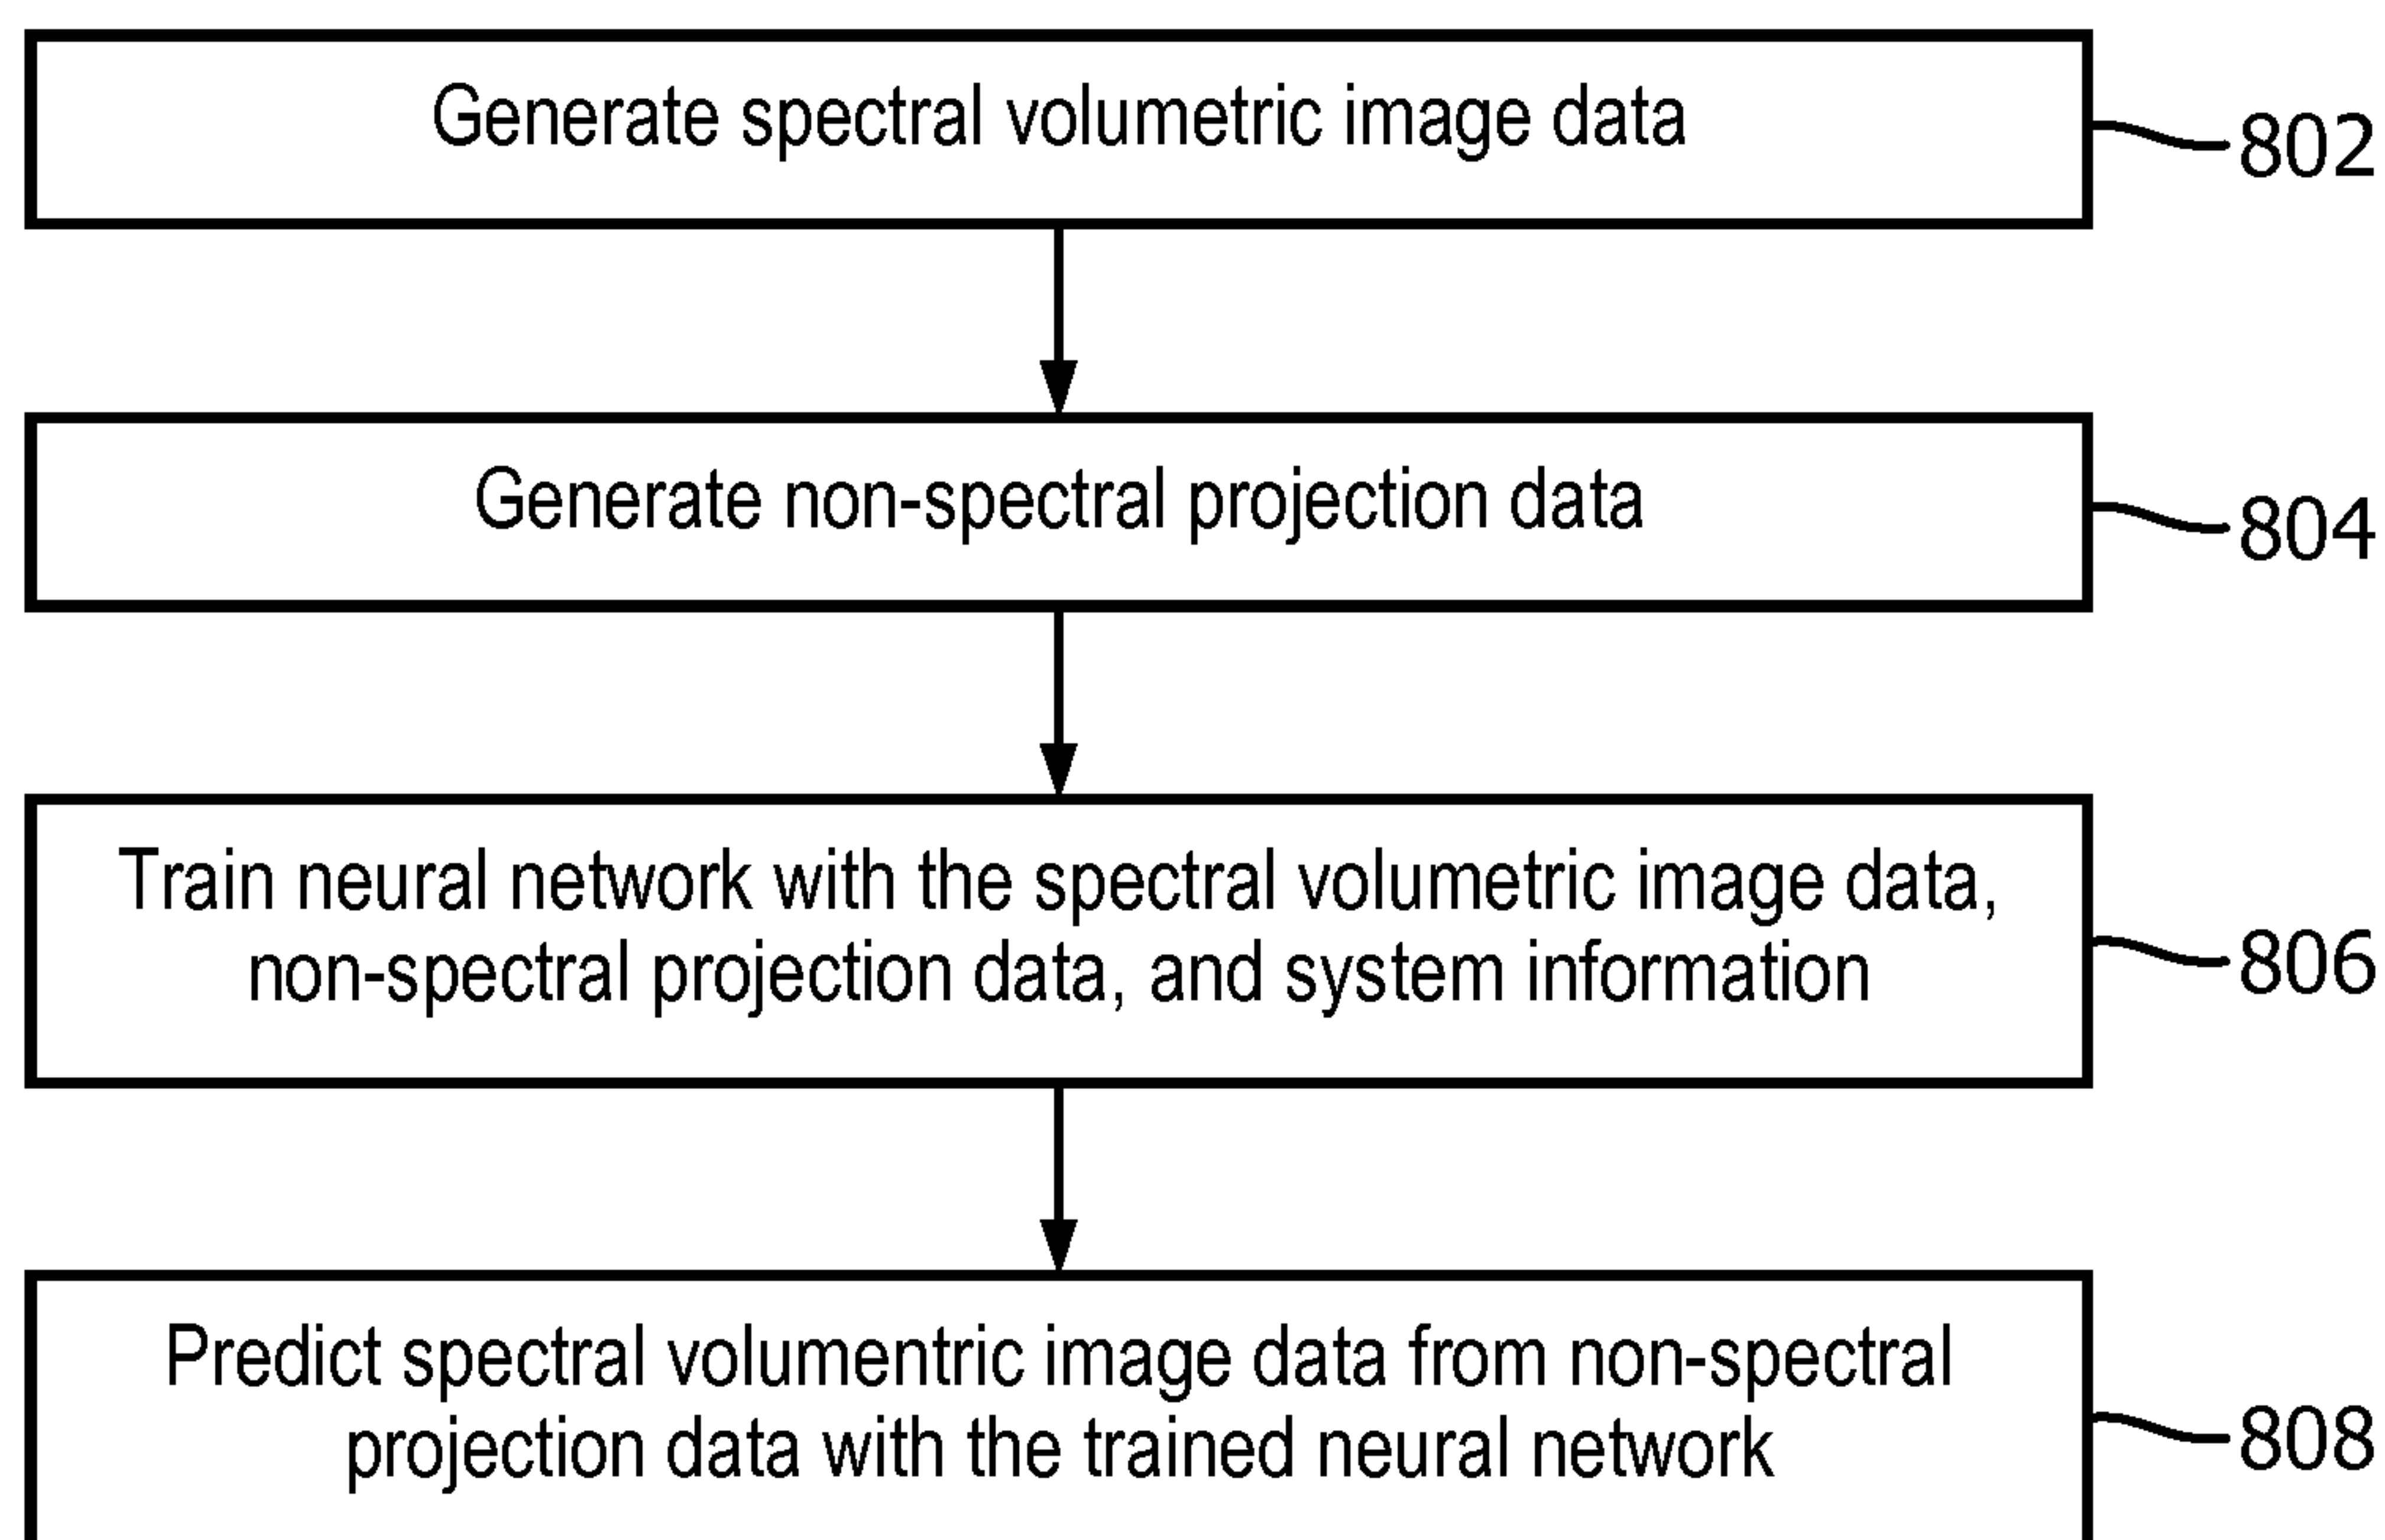 Generate spectral volumetric image data
802
Generate non-spectral projection data
804
Train neural network with the spectral volumetric image data,
non-spectral projection data, and system information
806
Predict spectral volumentric image data from non-spectral
projection data with the trained neural network
808